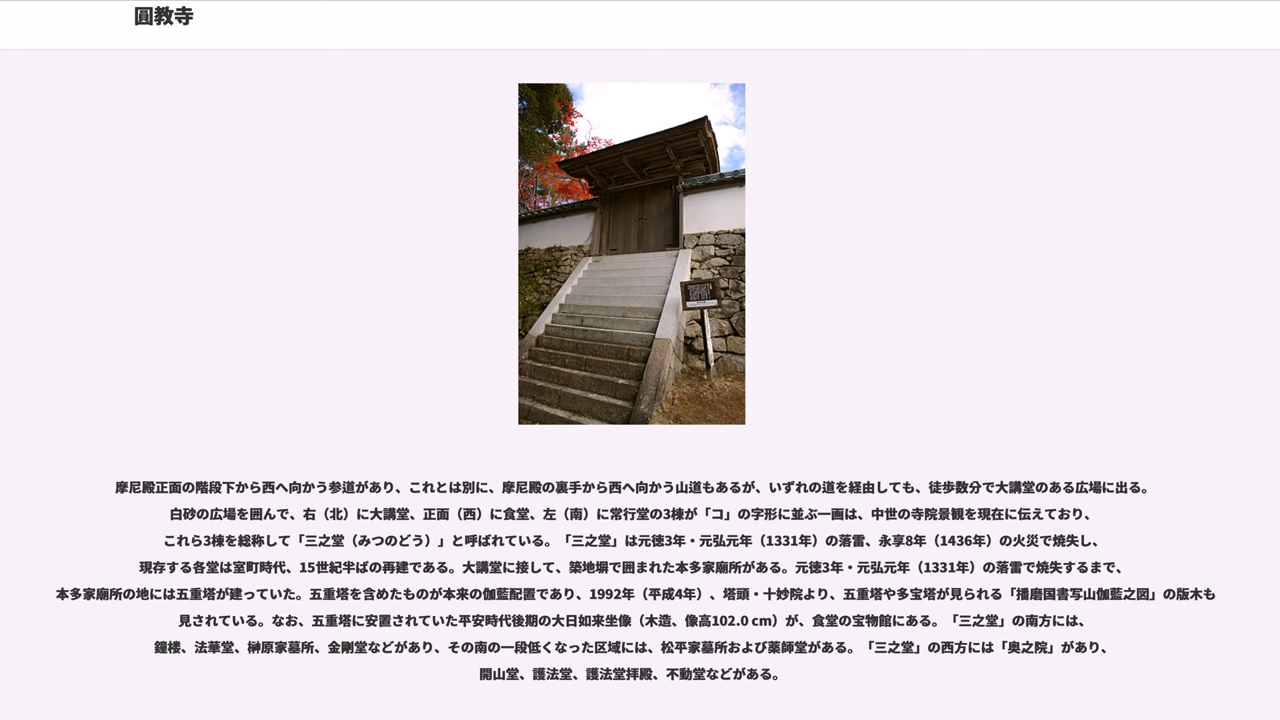 圓教寺
摩尼殿正面の階段下から西へ向かう参道があり、これとは別に、摩尼殿の裏手から西へ向かう山道もあるが、いずれの道を経由しても、徒歩数分で大講堂のある広場に出る。
白砂の広場を囲んで、右（北）に大講堂、正面（西）に食堂、左（南）に常行堂の3棟が「コ」の字形に並ぶ一画は、中世の寺院景観を現在に伝えており、
これら3棟を総称して「三之堂（みつのどう）」と呼ばれている。「三之堂」は元徳3年・元弘元年（1331年）の落雷、永享8年（1436年）の火災で焼失し、
現存する各堂は室町時代、15世紀半ばの再建である。大講堂に接して、築地塀で囲まれた本多家廟所がある。元徳3年・元弘元年（1331年）の落雷で焼失するまで、
本多家廟所の地には五重塔が建っていた。五重塔を含めたものが本来の伽藍配置であり、1992年（平成4年）、塔頭・十妙院より、五重塔や多宝塔が見られる「播磨国書写山伽藍之図」の版木も
見されている。なお、五重塔に安置されていた平安時代後期の大日如来坐像（木造、像高102.0 cm）が、食堂の宝物館にある。「三之堂」の南方には、
鐘楼、法華堂、榊原家墓所、金剛堂などがあり、その南の一段低くなった区域には、松平家墓所および薬師堂がある。「三之堂」の西方には「奥之院」があり、
開山堂、護法堂、護法堂拝殿、不動堂などがある。